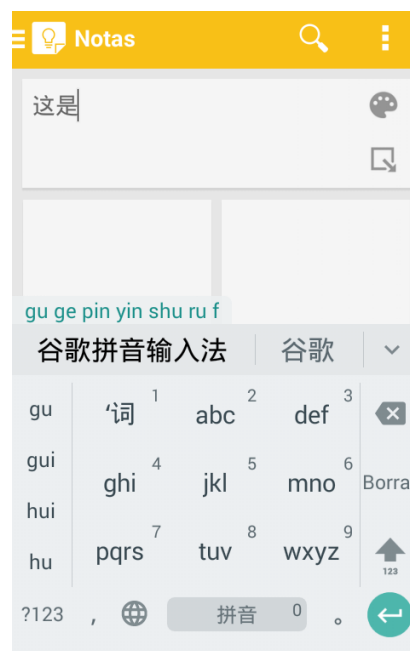 Notas
这是
gu ge pin yin shu ru f
谷歌拼音输入法 谷歌
gu '词 1 abc 2 def 3
gui ghi 4 jkl 5 mno 6 Borra
hui
hu pqrs 7 tuv 8 wxyz 9 123
?123 , 拼音 0 。